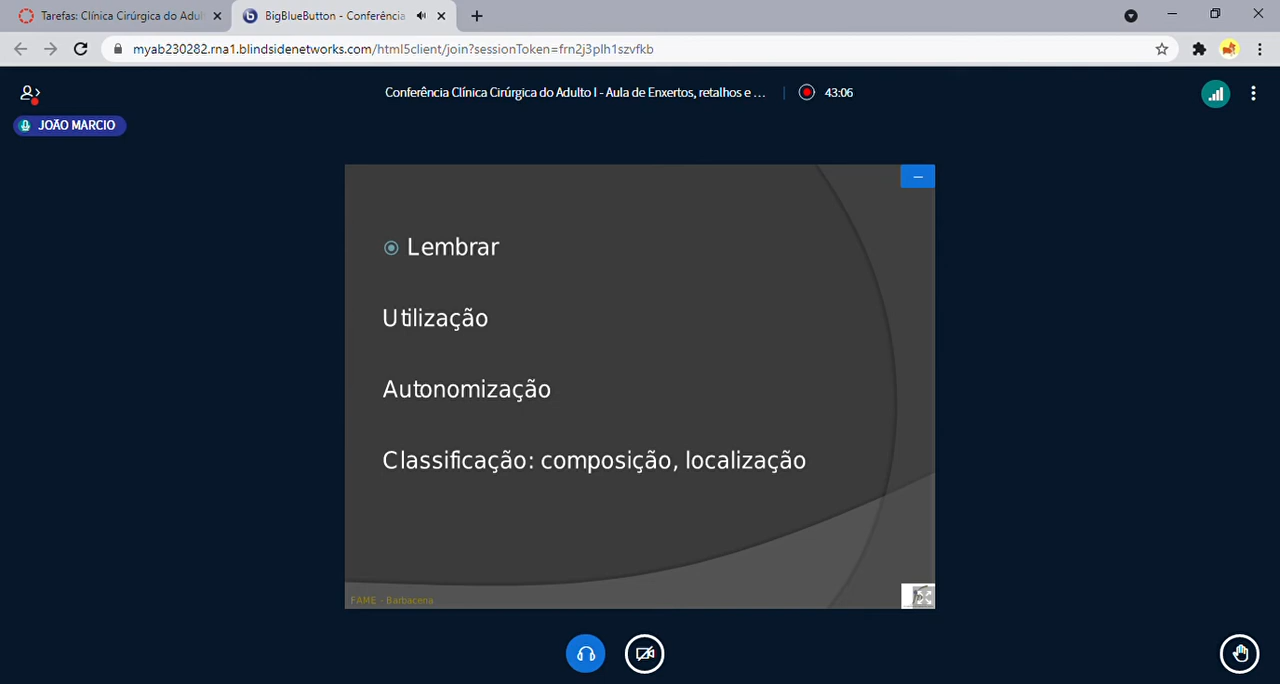 Tarefas: Clínica Cirúrgica do Adul
BigBlueButton - Conferência
myab230282.rna1.blindsidenetworks.com/html5client/join?sessionToken=frn2j3plh1szvfkb
Conferência Clínica Cirúrgica do Adulto I - Aula de Enxertos, retalhos e ...
43:06
JOÃO MARCIO
Lembrar
Utilização
Autonomização
Classificação: composição, localização
FAME - Barbacena